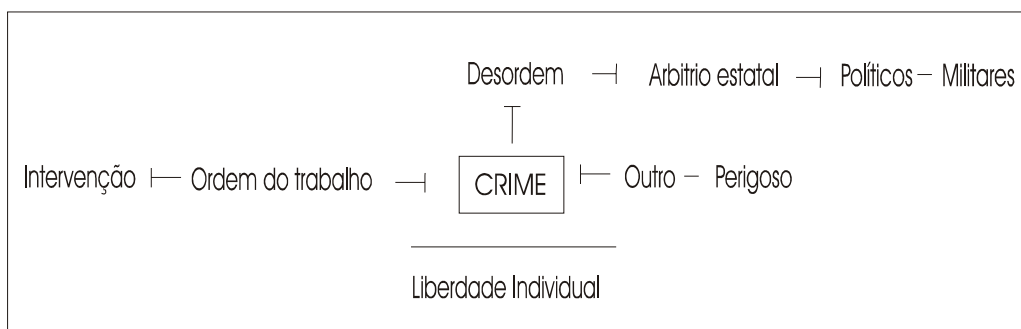 Desordem Arbitrio estatal Políticos – Militares
Intervenção Ordem do trabalho CRIME Outro – Perigoso
Liberdade Individual